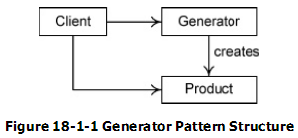 Client
Generator
creates
Product
Figure 18-1-1 Generator Pattern Structure